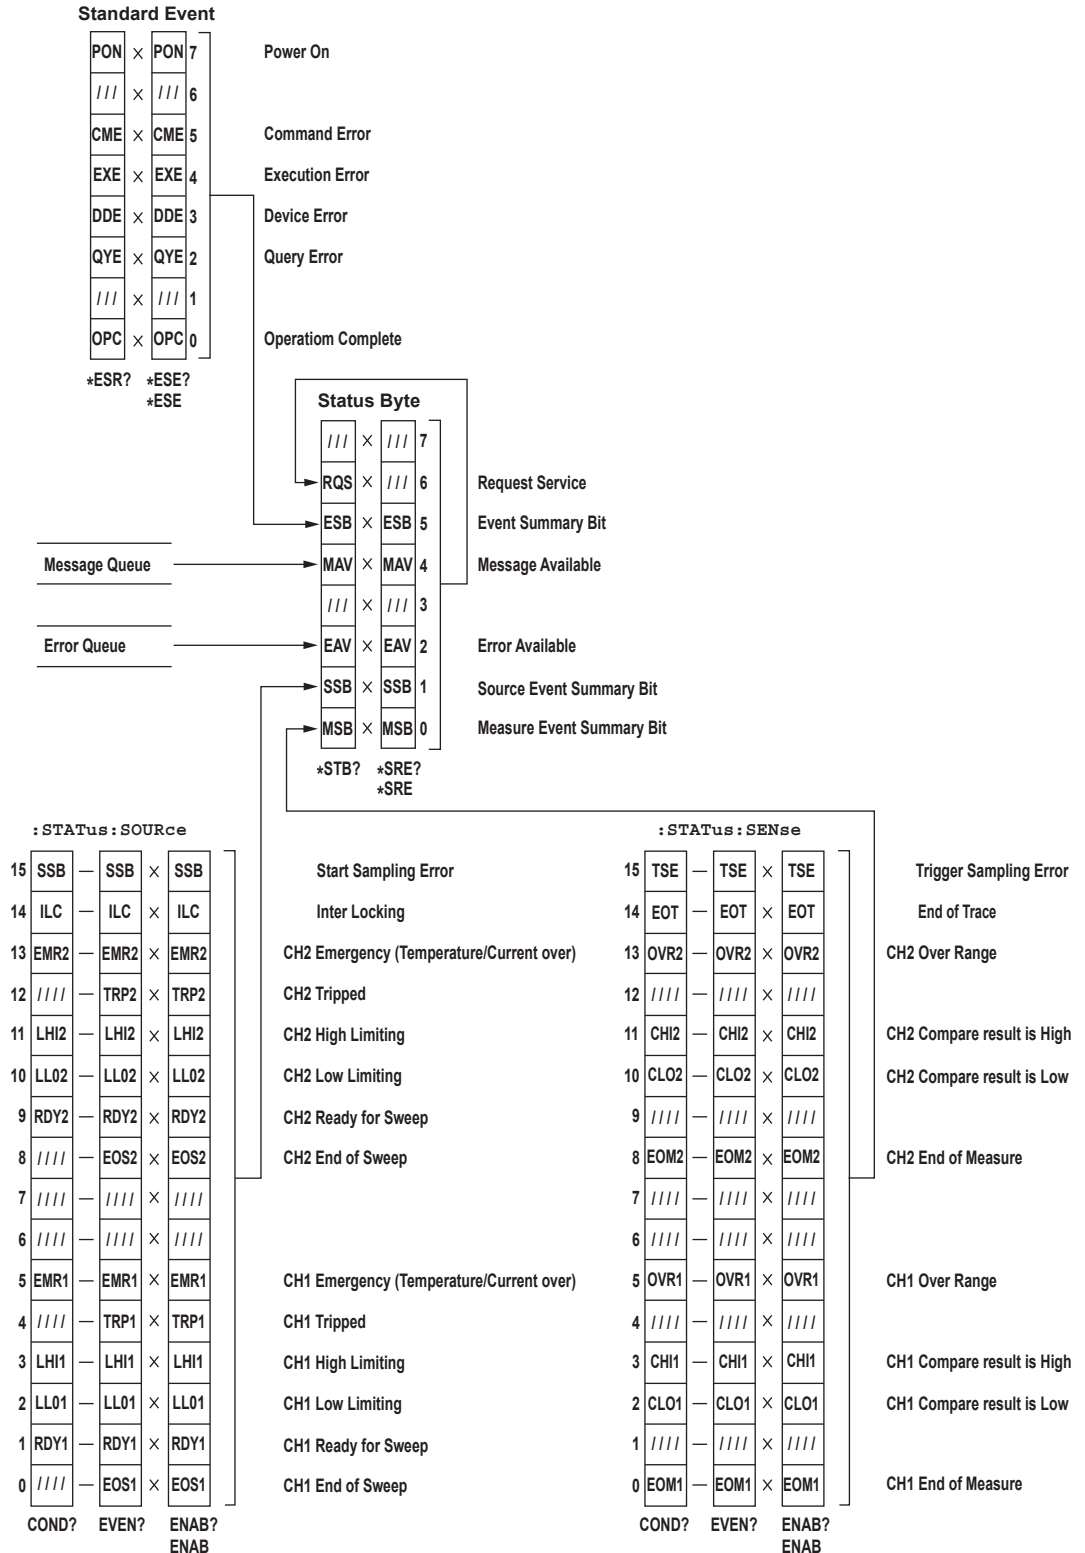 Standard Event
PON × PON 7 Power On
/// × /// 6
CME × CME 5 Command Error
EXE × EXE 4 Execution Error
DDE × DDE 3 Device Error
QYE × QYE 2 Query Error
/// × /// 1
OPC × OPC 0 Operatiom Complete
*ESR? *ESE?
*ESE
Status Byte
/// × /// 7
RQS × /// 6 Request Service
ESB × ESB 5 Event Summary Bit
Message Queue MAV × MAV 4 Message Available
/// × /// 3
Error Queue EAV × EAV 2 Error Available
SSB × SSB 1 Source Event Summary Bit
MSB × MSB 0 Measure Event Summary Bit
*STB? *SRE?
*SRE
:STATus:SOURce
15 SSB — SSB × SSB Start Sampling Error
14 ILC — ILC × ILC Inter Locking
13 EMR2 — EMR2 × EMR2 CH2 Emergency (Temperature/Current over)
12 //// — TRP2 × TRP2 CH2 Tripped
11 LHI2 — LHI2 × LHI2 CH2 High Limiting
10 LL02 — LL02 × LL02 CH2 Low Limiting
9 RDY2 — RDY2 × RDY2 CH2 Ready for Sweep
8 //// — EOS2 × EOS2 CH2 End of Sweep
7 //// — //// × ////
6 //// — //// × ////
5 EMR1 — EMR1 × EMR1 CH1 Emergency (Temperature/Current over)
4 //// — TRP1 × TRP1 CH1 Tripped
3 LHI1 — LHI1 × LHI1 CH1 High Limiting
2 LL01 — LL01 × LL01 CH1 Low Limiting
1 RDY1 — RDY1 × RDY1 CH1 Ready for Sweep
0 //// — EOS1 × EOS1 CH1 End of Sweep
COND? EVEN? ENAB?
ENAB
:STATus:SENse
15 TSE — TSE × TSE Trigger Sampling Error
14 EOT — EOT × EOT End of Trace
13 OVR2 — OVR2 × OVR2 CH2 Over Range
12 //// — //// × ////
11 CHI2 — CHI2 × CHI2 CH2 Compare result is High
10 CLO2 — CLO2 × CLO2 CH2 Compare result is Low
9 //// — //// × ////
8 EOM2 — EOM2 × EOM2 CH2 End of Measure
7 //// — //// × ////
6 //// — //// × ////
5 OVR1 — OVR1 × OVR1 CH1 Over Range
4 //// — //// × ////
3 CHI1 — CHI1 × CHI1 CH1 Compare result is High
2 CLO1 — CLO1 × CLO1 CH1 Compare result is Low
1 //// — //// × ////
0 EOM1 — EOM1 × EOM1 CH1 End of Measure
COND? EVEN? ENAB?
ENAB